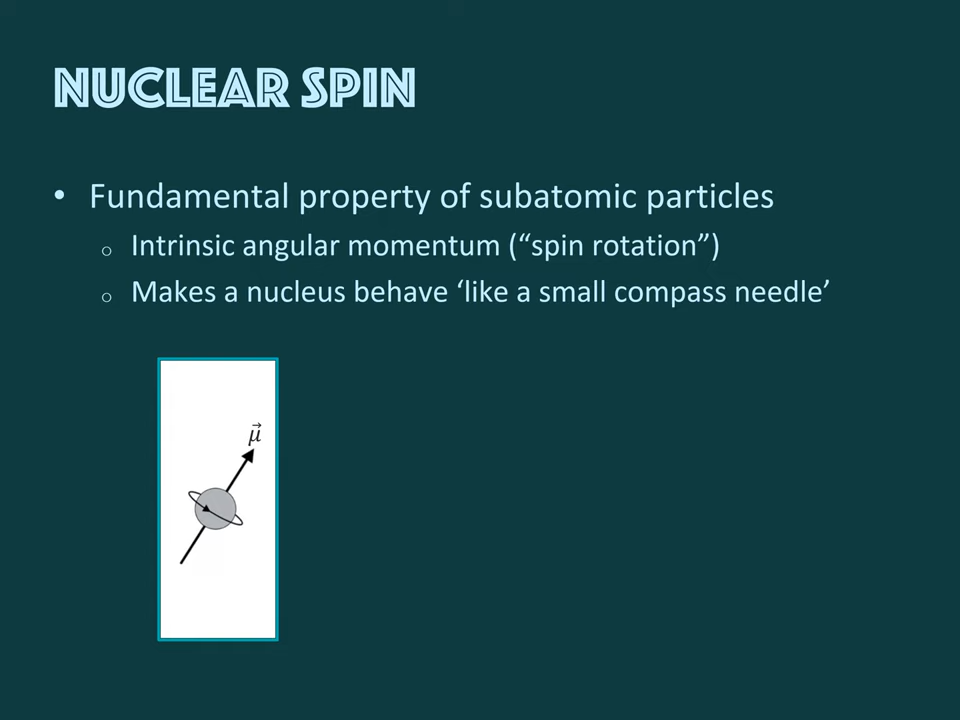 NUCLEAR SPIN
• Fundamental property of subatomic particles
o Intrinsic angular momentum (“spin rotation”)
o Makes a nucleus behave ‘like a small compass needle’
μ⃗